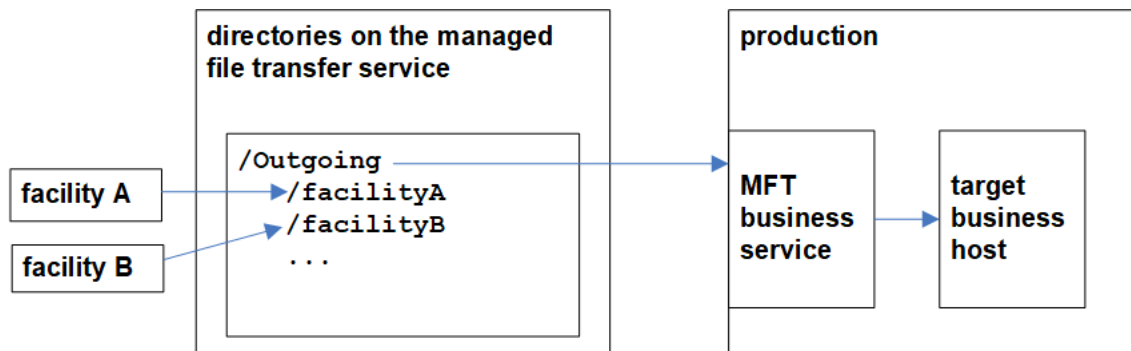 directories on the managed
file transfer service
production
/Outgoing
/facilityA
/facilityB
...
facility A
facility B
MFT
business
service
target
business
host